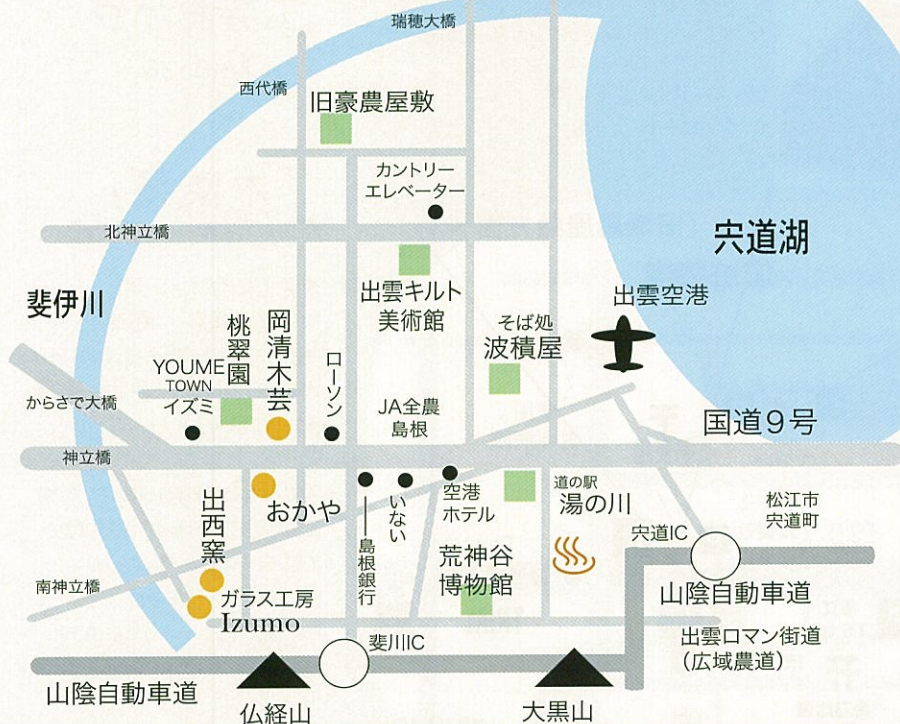 瑞穂大橋
西代橋
旧豪農屋敷
カントリー
エレベーター
北神立橋
宍道湖
出雲キルト
美術館
出雲空港
斐伊川
桃翠園
岡清木芸
そば処
波積屋
ローソン
YOUME
TOWN
イズミ
からさで大橋
JA全農
島根
国道9号
神立橋
出西窯
おかや
島根銀行
いない
空港
ホテル
道の駅
湯の川
松江市
宍道町
宍道IC
荒神谷
博物館
南神立橋
ガラス工房
Izumo
山陰自動車道
斐川IC
出雲ロマン街道
(広域農道)
山陰自動車道
仏経山
大黒山